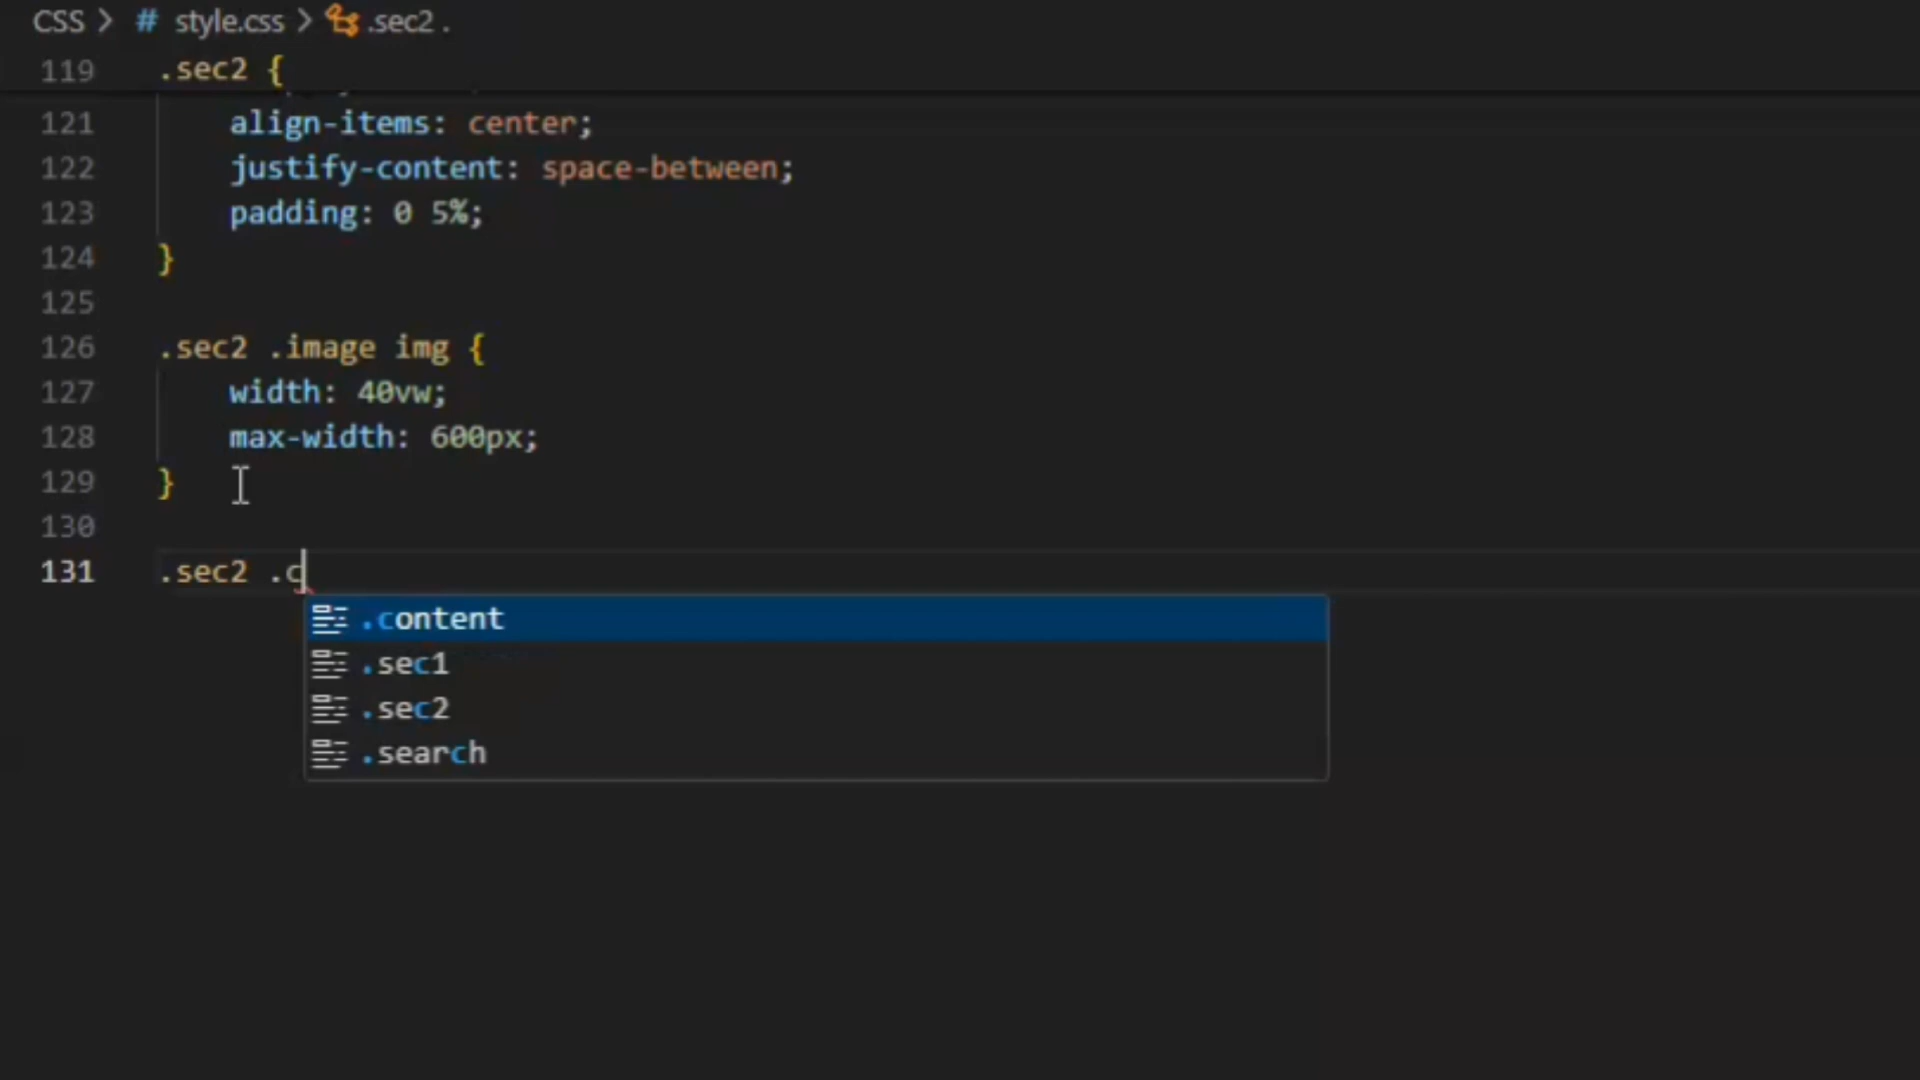 CSS > # style.css > .sec2 .
119 .sec2 {
121 align-items: center;
122 justify-content: space-between;
123 padding: 0 5%;
124 }
125
126 .sec2 .image img {
127 width: 40vw;
128 max-width: 600px;
129 }
130
131 .sec2 .c
.content
.sec1
.sec2
.search